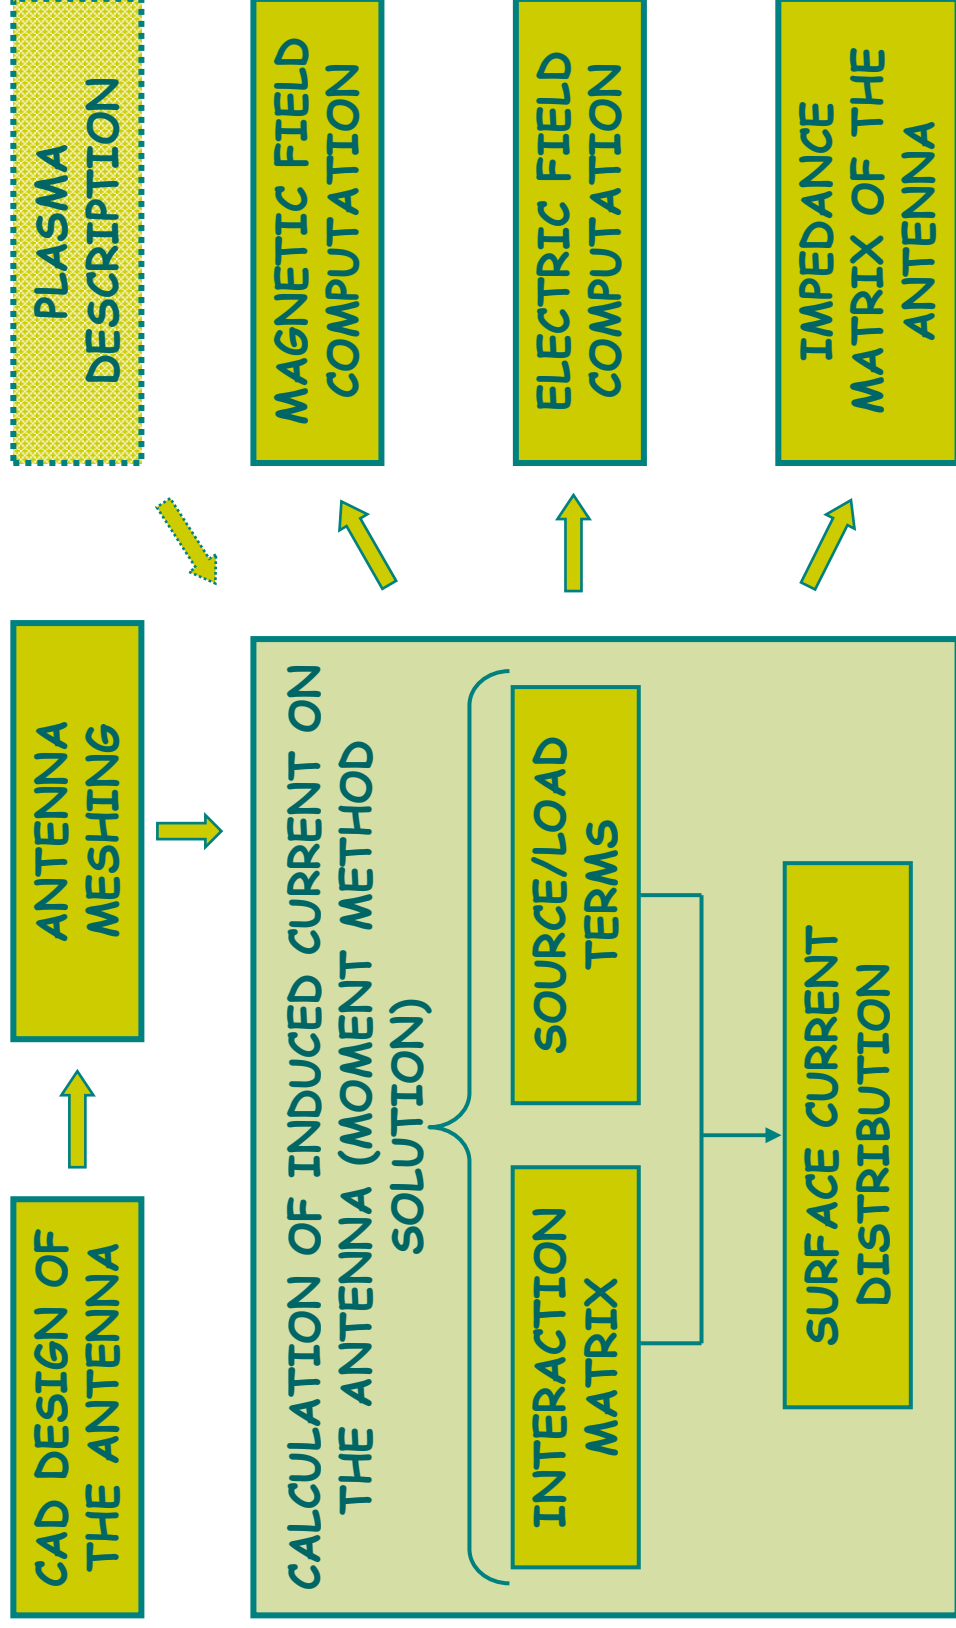 CAD DESIGN OF
THE ANTENNA
ANTENNA
MESHING
PLASMA
DESCRIPTION
CALCULATION OF INDUCED CURRENT ON
THE ANTENNA (MOMENT METHOD
SOLUTION)
INTERACTION
MATRIX
SOURCE/LOAD
TERMS
SURFACE CURRENT
DISTRIBUTION
MAGNETIC FIELD
COMPUTATION
ELECTRIC FIELD
COMPUTATION
IMPEDANCE
MATRIX OF THE
ANTENNA